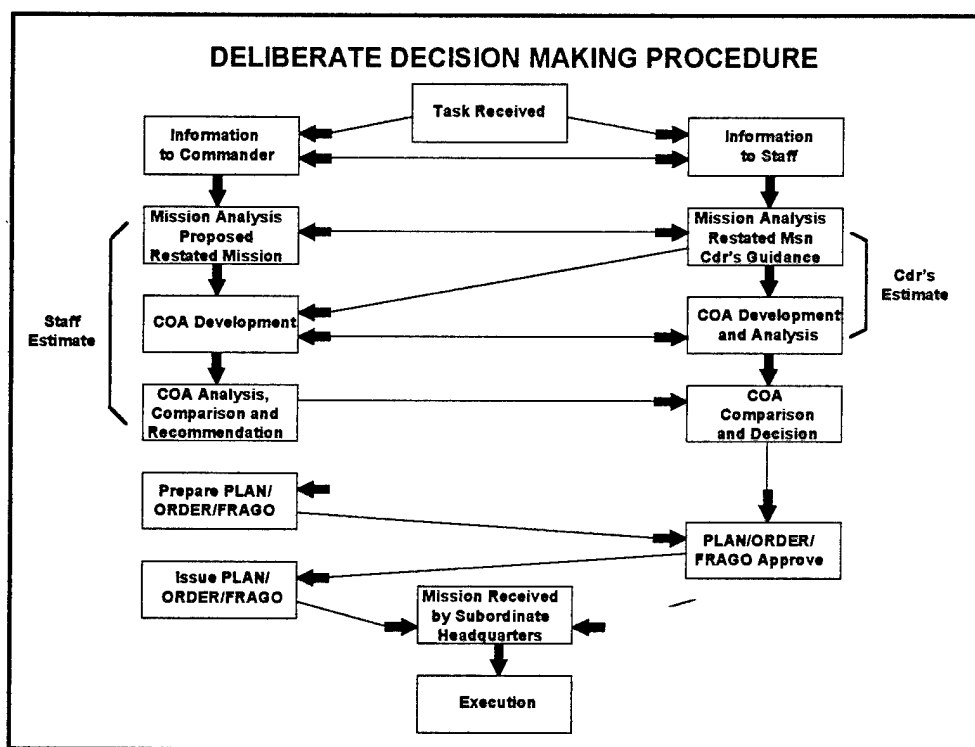 DELIBERATE DECISION MAKING PROCEDURE
Task Received
Information
to Commander
Information
to Staff
Mission Analysis
Proposed
Restated Mission
Mission Analysis
Restated Msn
Cdr's Guidance
Staff
Estimate
Cdr's
Estimate
COA Development
COA Development
and Analysis
COA Analysis,
Comparison and
Recommendation
COA
Comparison
and Decision
Prepare PLAN/
ORDER/FRAGO
PLAN/ORDER/
FRAGO Approve
Issue PLAN/
ORDER/FRAGO
Mission Received
by Subordinate
Headquarters
Execution